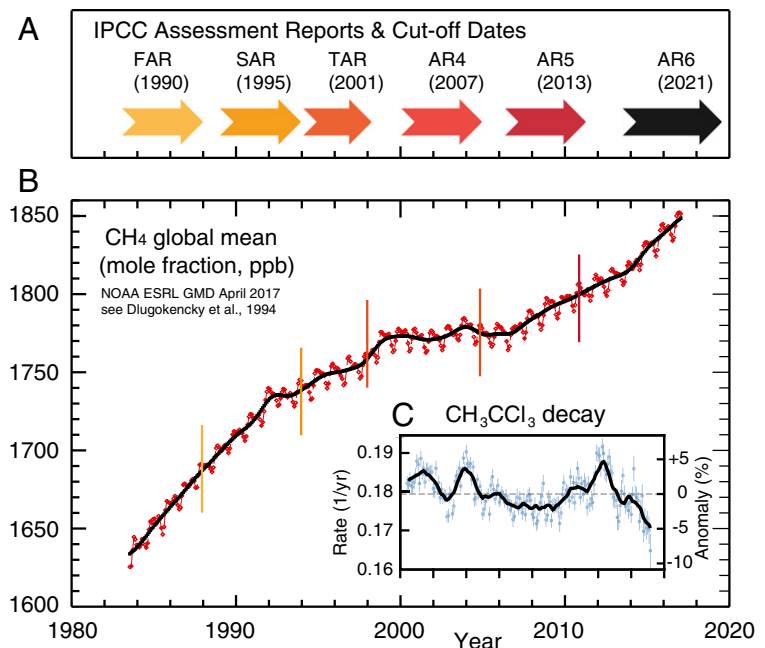 A
IPCC Assessment Reports & Cut-off Dates
FAR SAR TAR AR4 AR5 AR6
(1990) (1995) (2001) (2007) (2013) (2021)
B
1850
1800
1750
1700
1650
1600
CH₄ global mean
(mole fraction, ppb)
NOAA ESRL GMD April 2017
see Dlugokencky et al., 1994
C CH₃CCl₃ decay
0.19
0.18
0.17
0.16
Rate (1/yr)
+5
0
-5
-10
Anomaly (%)
1980 1990 2000 2010 2020
Year